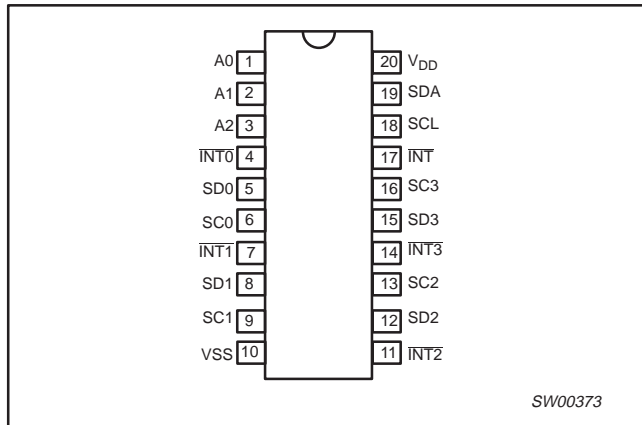 A0 1 20 VDD
A1 2 19 SDA
A2 3 18 SCL
INT0 4 17 INT
SD0 5 16 SC3
SC0 6 15 SD3
INT1 7 14 INT3
SD1 8 13 SC2
SC1 9 12 SD2
VSS 10 11 INT2
SW00373